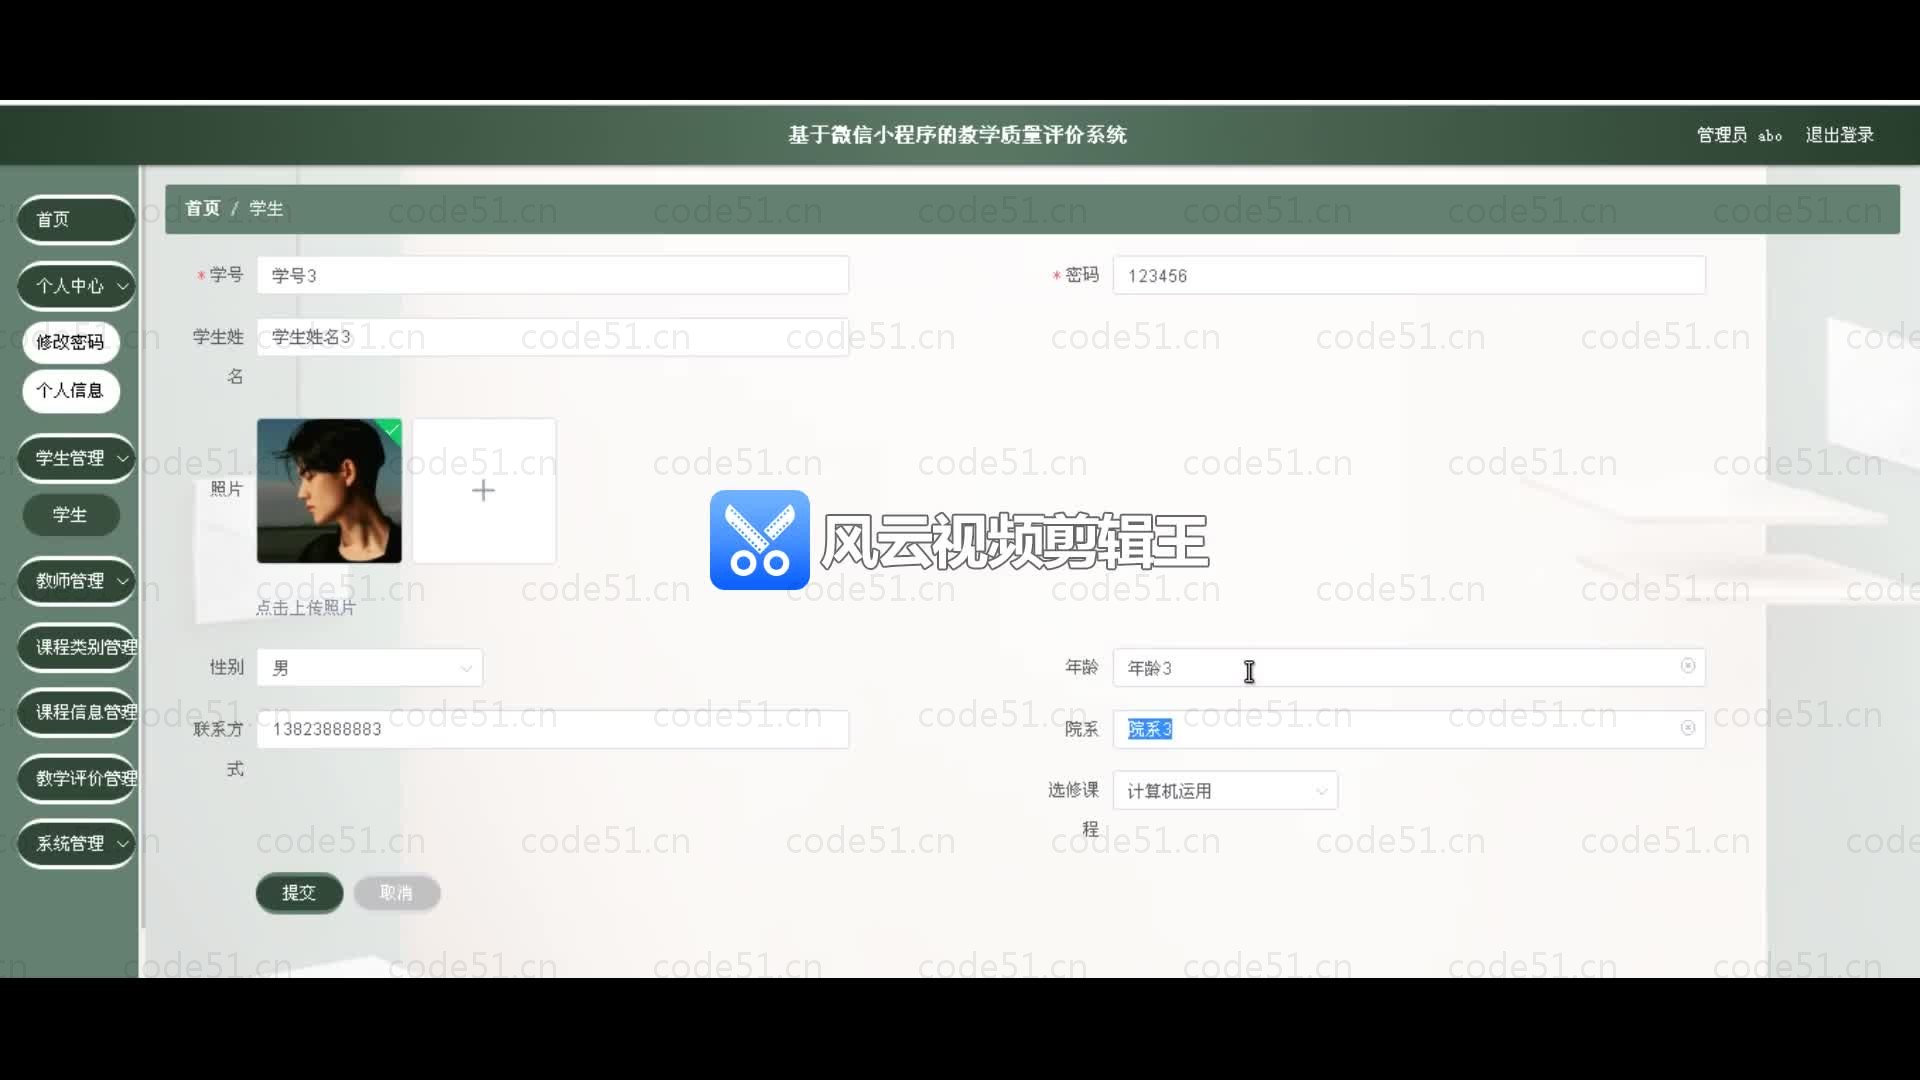 基于微信小程序的教学质量评价系统
管理员 abo 退出登录
首页
个人中心
修改密码
个人信息
学生管理
学生
教师管理
课程类别管理
课程信息管理
教学评价管理
系统管理
首页 / 学生
* 学号 学号3
* 密码 123456
学生姓名 学生姓名3
照片
点击上传照片
性别 男
年龄 年龄3
联系方式 13823888883
院系 院系3
选修课程 计算机运用
提交 取消
风云视频剪辑王
code51.cn